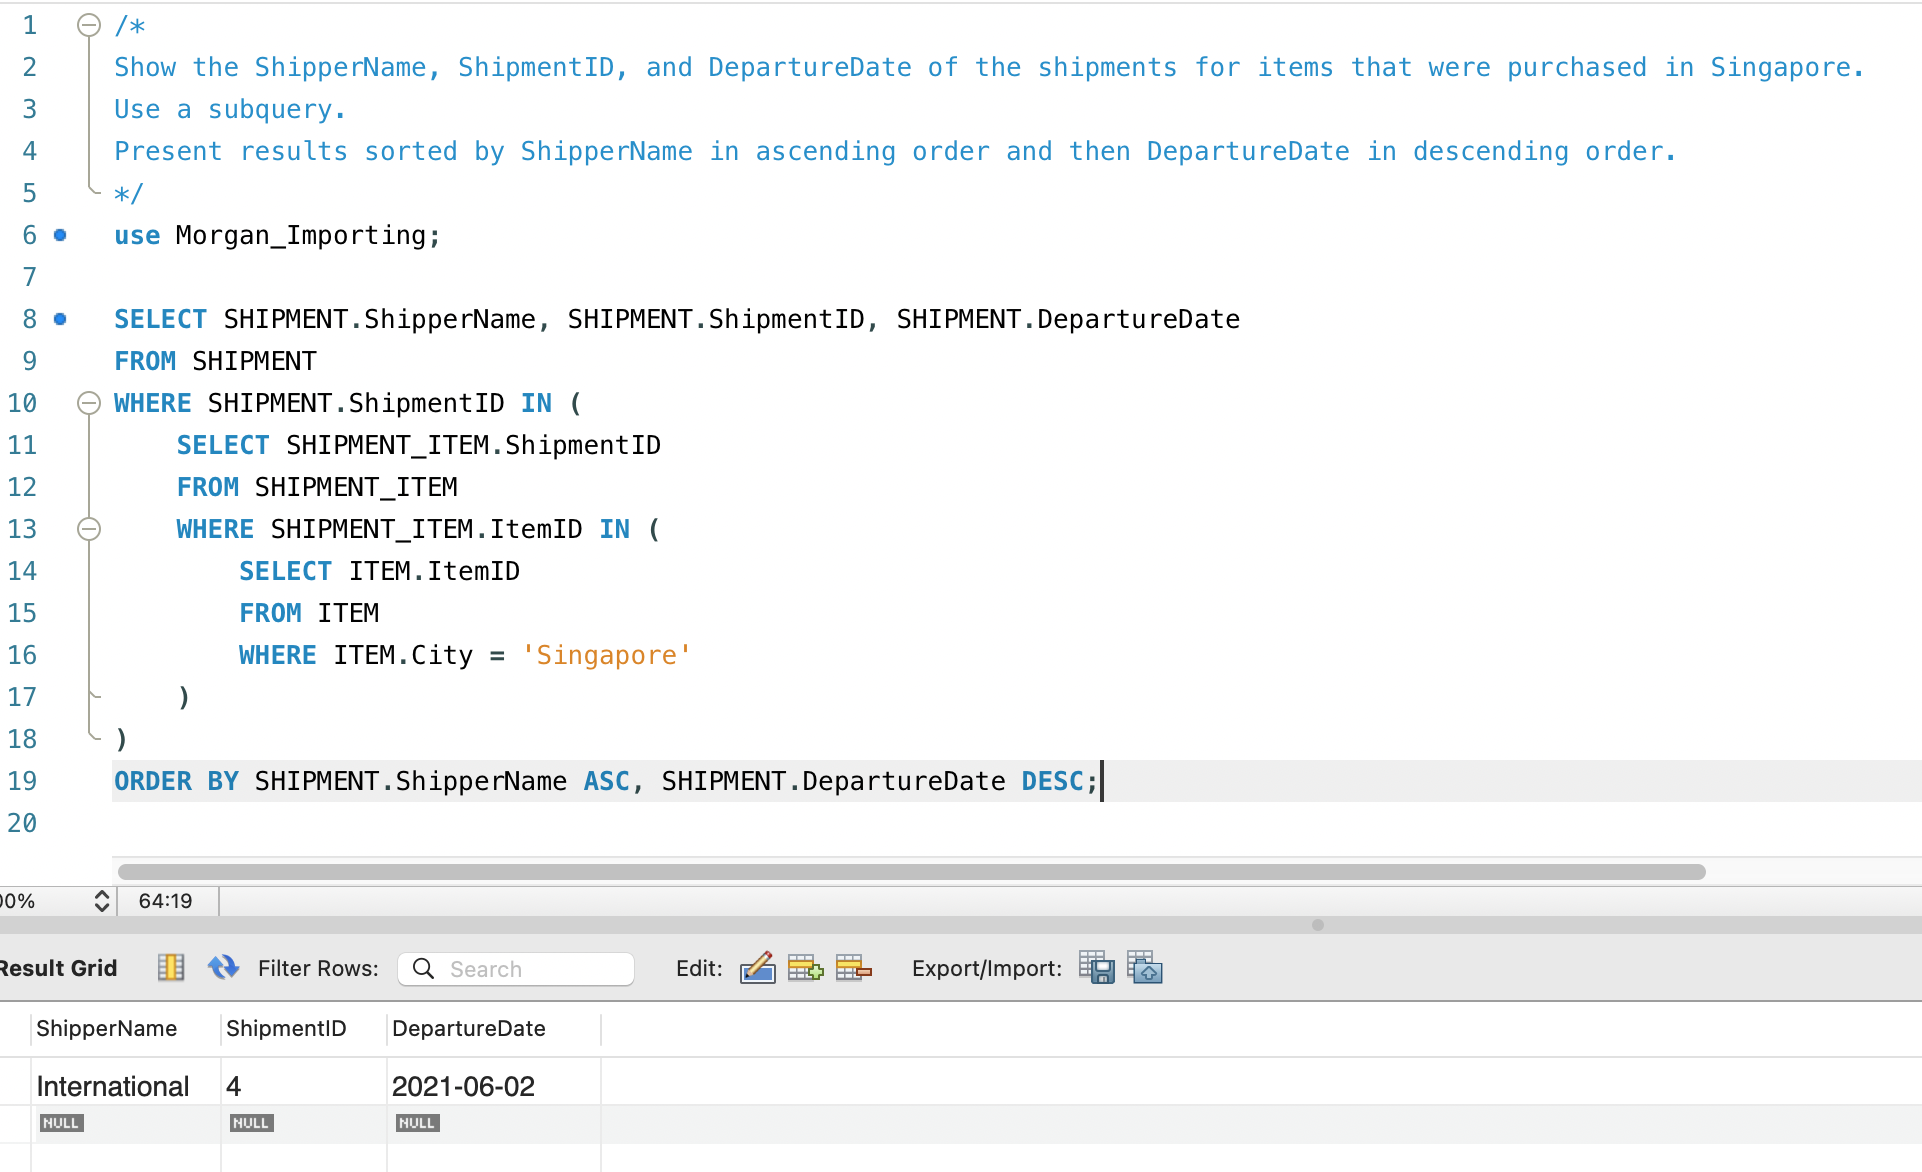 1 /*
2 Show the ShipperName, ShipmentID, and DepartureDate of the shipments for items that were purchased in Singapore.
3 Use a subquery.
4 Present results sorted by ShipperName in ascending order and then DepartureDate in descending order.
5 */
6 use Morgan_Importing;
7
8 SELECT SHIPMENT.ShipperName, SHIPMENT.ShipmentID, SHIPMENT.DepartureDate
9 FROM SHIPMENT
10 WHERE SHIPMENT.ShipmentID IN (
11 SELECT SHIPMENT_ITEM.ShipmentID
12 FROM SHIPMENT_ITEM
13 WHERE SHIPMENT_ITEM.ItemID IN (
14 SELECT ITEM.ItemID
15 FROM ITEM
16 WHERE ITEM.City = 'Singapore'
17 )
18 )
19 ORDER BY SHIPMENT.ShipperName ASC, SHIPMENT.DepartureDate DESC;
20
00% 64:19
Result Grid Filter Rows: Search Edit: Export/Import:
ShipperName ShipmentID DepartureDate
International 4 2021-06-02
NULL NULL NULL